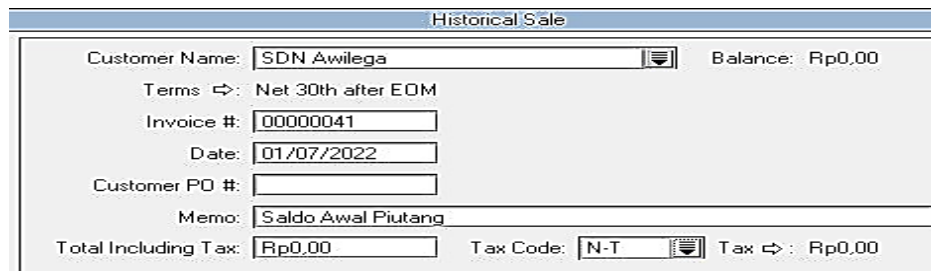 Historical Sale
Customer Name: SDN Awilega Balance: Rp0,00
Terms ⇨: Net 30th after EOM
Invoice #: 00000041
Date: 01/07/2022
Customer PO #:
Memo: Saldo Awal Piutang
Total Including Tax: Rp0,00 Tax Code: N-T Tax ⇨ : Rp0,00